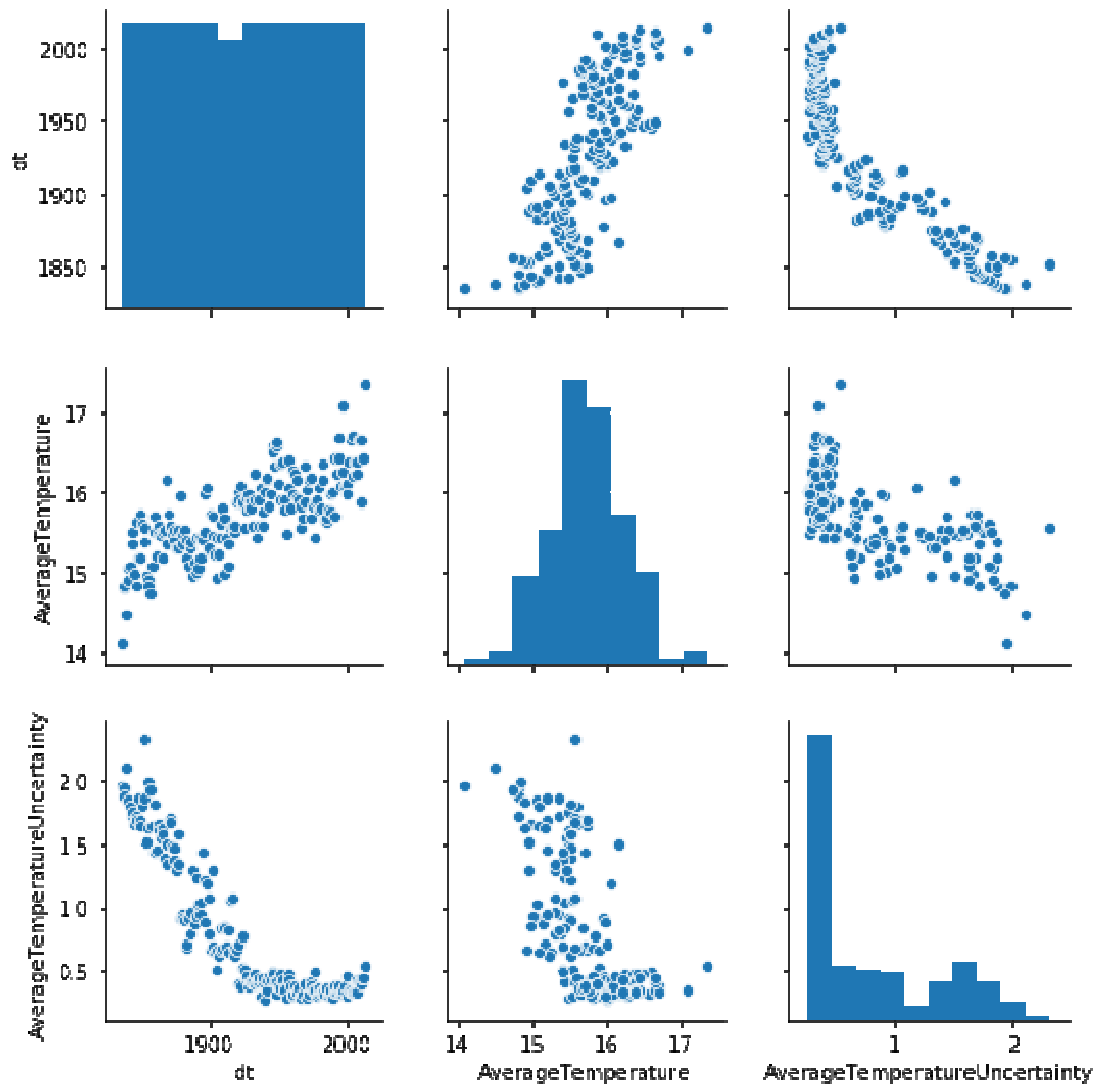 2000
1950
1900
1850
dt
17
16
15
14
AverageTemperature
2.0
1.5
1.0
0.5
AverageTemperatureUncertainty
1900 2000
dt
14 15 16 17
AverageTemperature
1 2
AverageTemperatureUncertainty